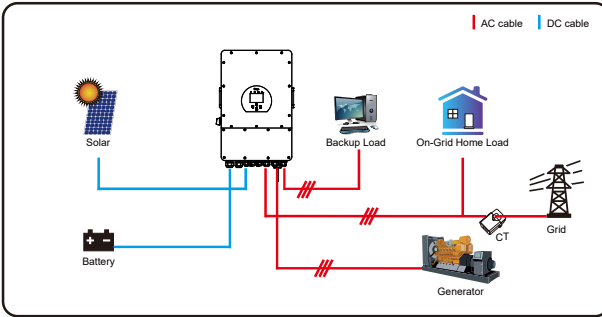 AC cable
DC cable
Solar
Backup Load
On-Grid Home Load
Grid
CT
Battery
Generator